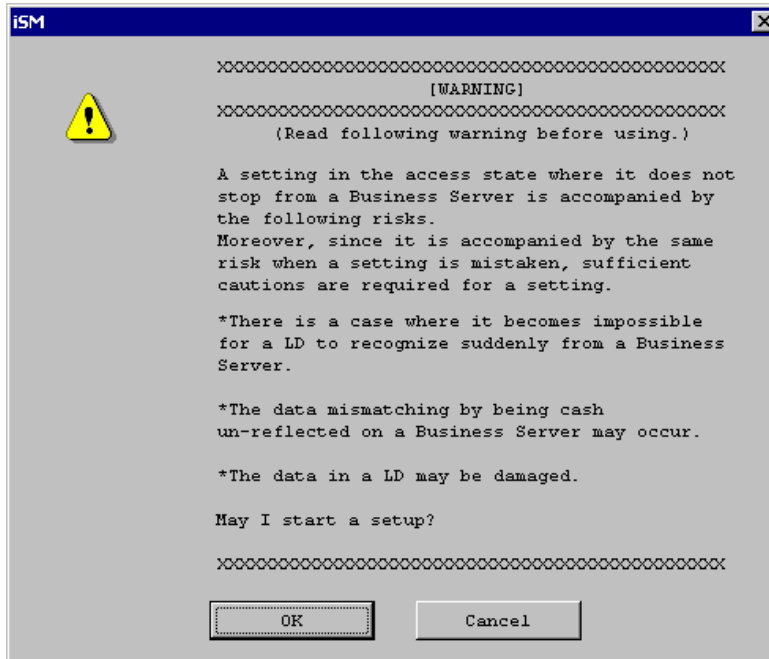 iSM
XXXXXXXXXXXXXXXXXXXXXXXXXXXXXXXXXXXXXXXXXXXXXX
[WARNING]
XXXXXXXXXXXXXXXXXXXXXXXXXXXXXXXXXXXXXXXXXXXXXX
(Read following warning before using.)
A setting in the access state where it does not
stop from a Business Server is accompanied by
the following risks.
Moreover, since it is accompanied by the same
risk when a setting is mistaken, sufficient
cautions are required for a setting.
*There is a case where it becomes impossible
for a LD to recognize suddenly from a Business
Server.
*The data mismatching by being cash
un-reflected on a Business Server may occur.
*The data in a LD may be damaged.
May I start a setup?
XXXXXXXXXXXXXXXXXXXXXXXXXXXXXXXXXXXXXXXXXXXXXX
OK Cancel